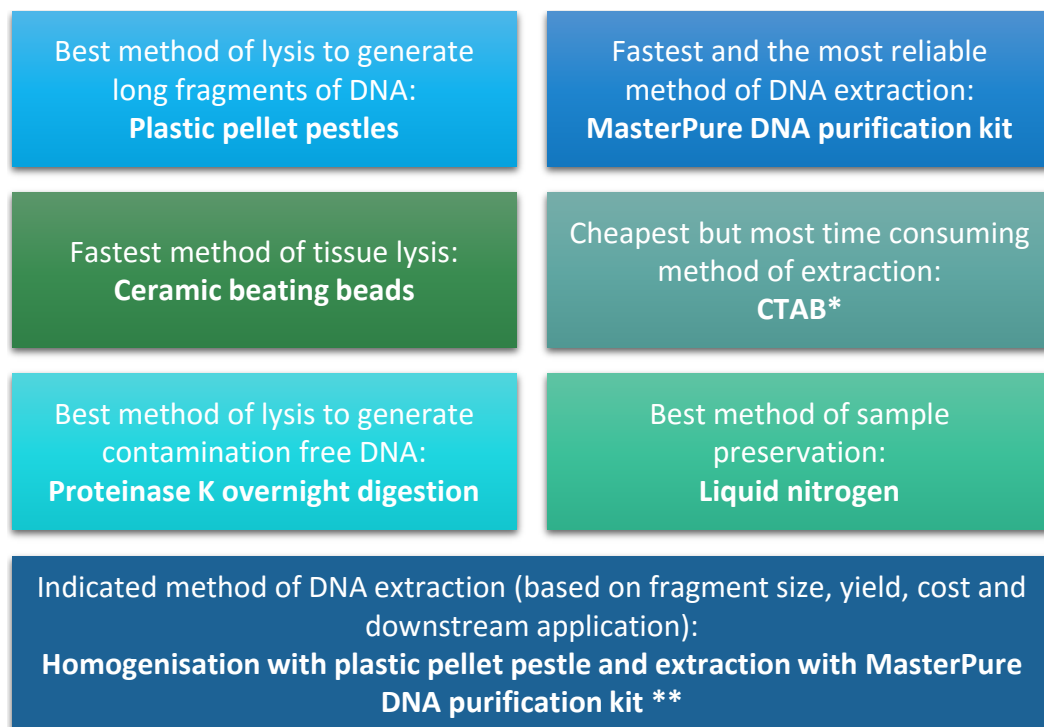 Best method of lysis to generate
long fragments of DNA:
Plastic pellet pestles
Fastest and the most reliable
method of DNA extraction:
MasterPure DNA purification kit
Fastest method of tissue lysis:
Ceramic beating beads
Cheapest but most time consuming
method of extraction:
CTAB*
Best method of lysis to generate
contamination free DNA:
Proteinase K overnight digestion
Best method of sample
preservation:
Liquid nitrogen
Indicated method of DNA extraction (based on fragment size, yield, cost and
downstream application):
Homogenisation with plastic pellet pestle and extraction with MasterPure
DNA purification kit **